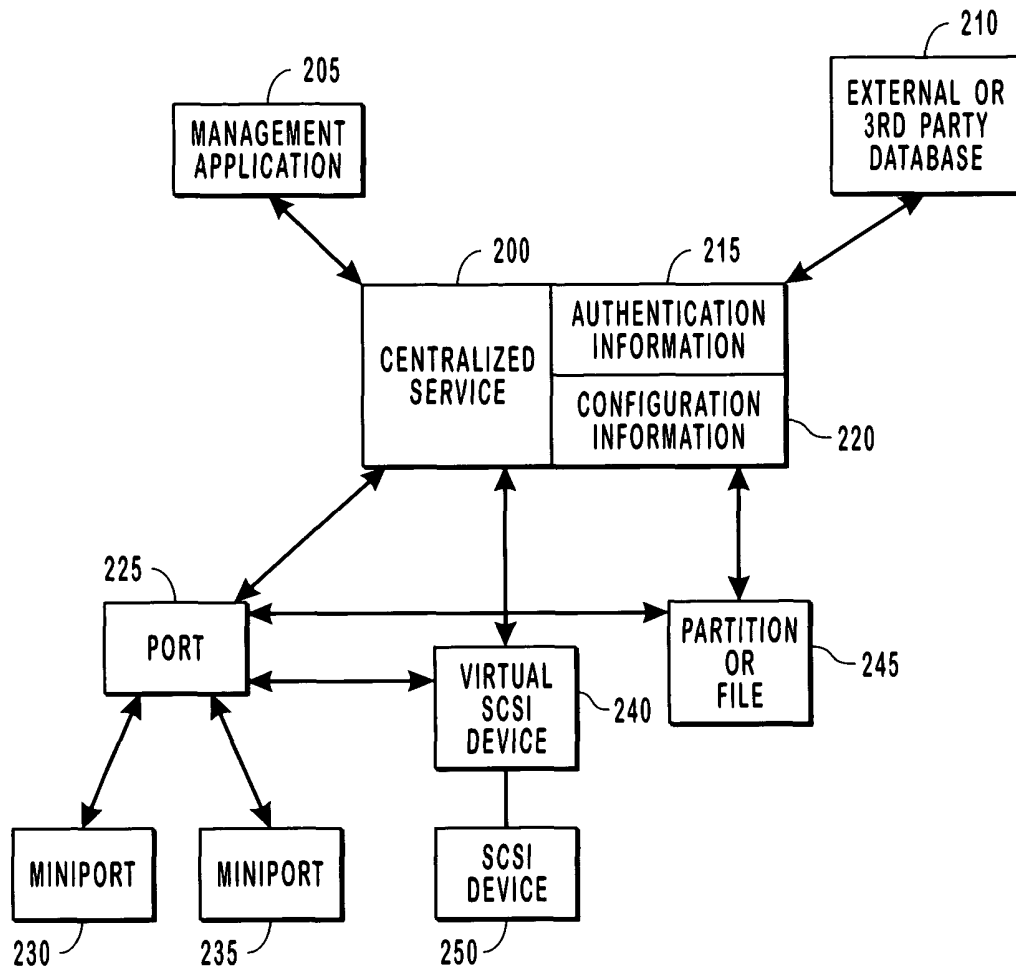 210
205
EXTERNAL OR
3RD PARTY
DATABASE
MANAGEMENT
APPLICATION
200
215
AUTHENTICATION
INFORMATION
CENTRALIZED
SERVICE
CONFIGURATION
INFORMATION
220
225
PORT
PARTITION
OR
FILE
245
VIRTUAL
SCSI
DEVICE
240
MINIPORT
MINIPORT
SCSI
DEVICE
230
235
250